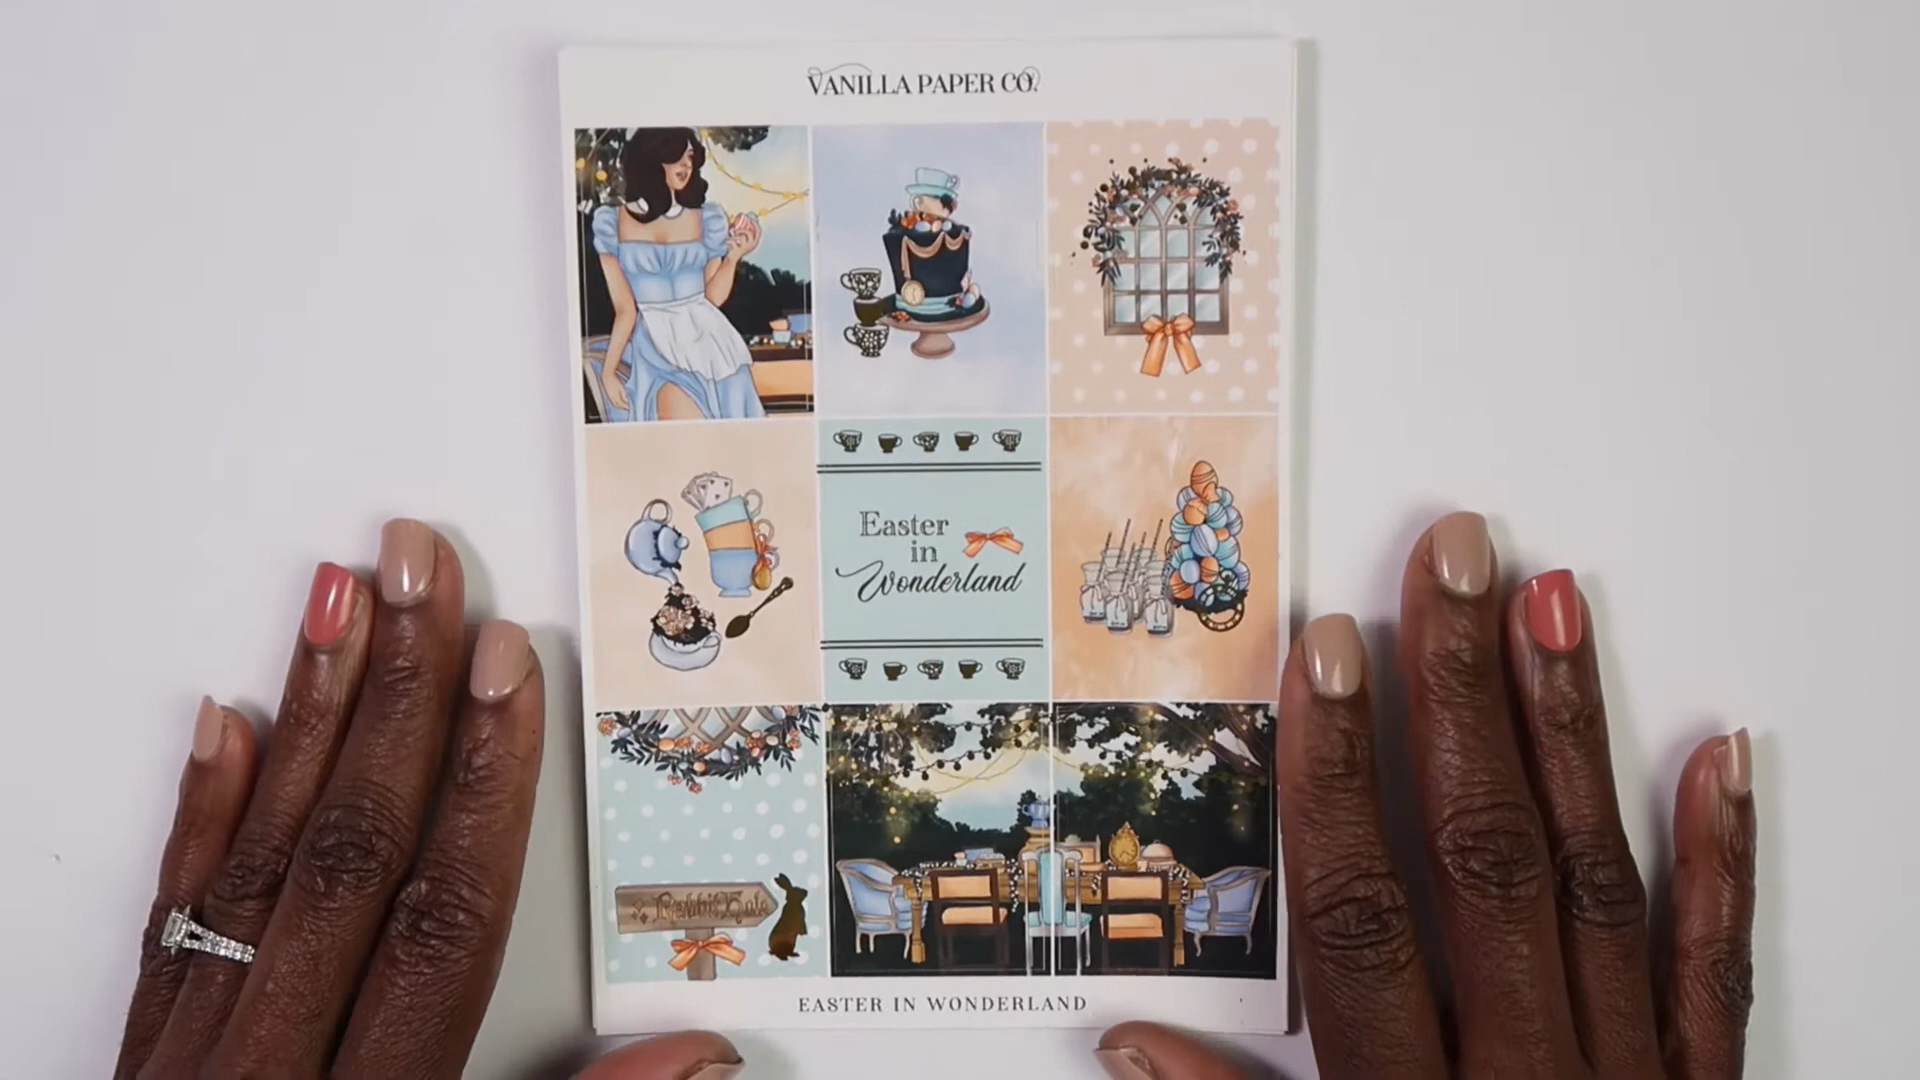 VANILLA PAPER CO.
Easter
in
Wonderland
Rabbit Hole
EASTER IN WONDERLAND